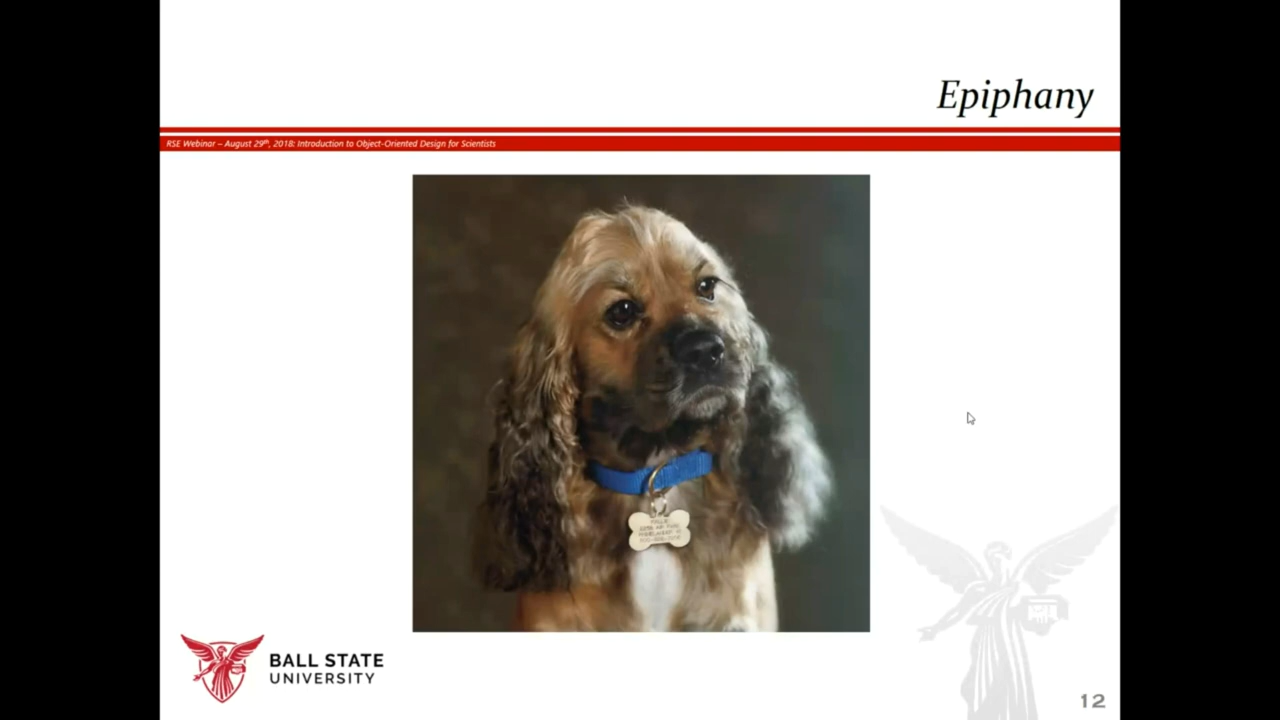 Epiphany
RSE Webinar – August 29th, 2018: Introduction to Object-Oriented Design for Scientists
BALL STATE
UNIVERSITY
12